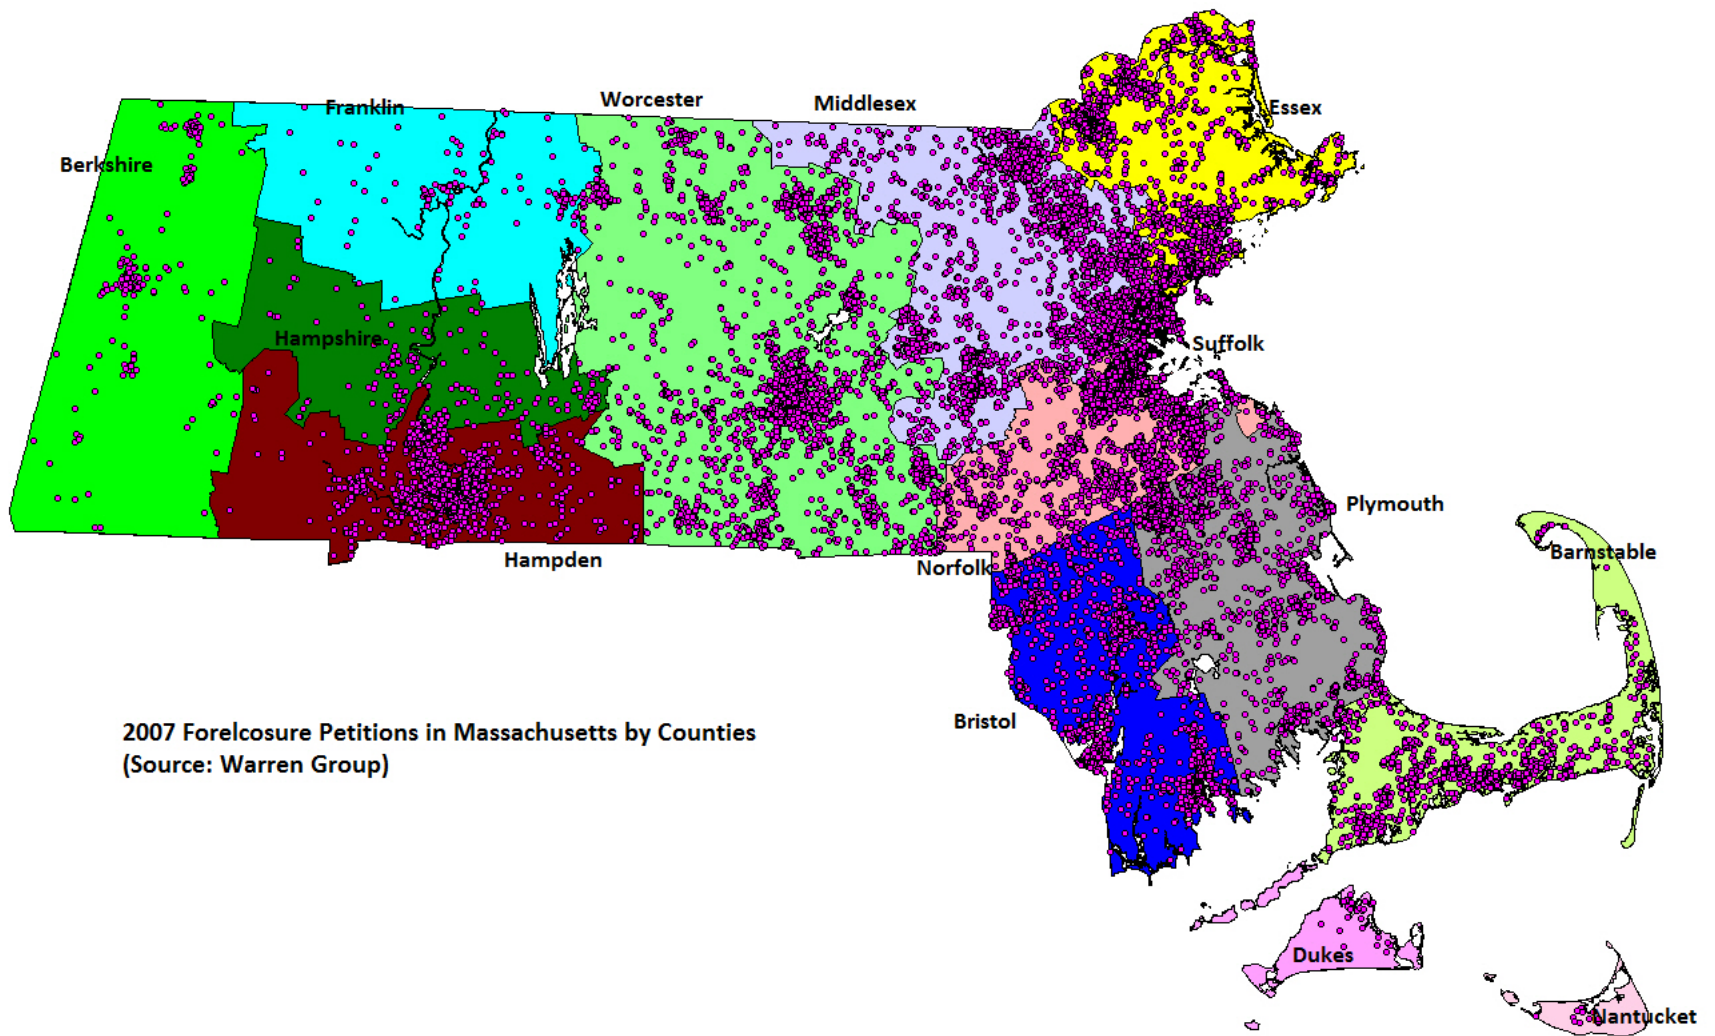 Franklin
Worcester
Middlesex
Essex
Berkshire
Hampshire
Suffolk
Plymouth
Hampden
Norfolk
Barnstable
Bristol
2007 Forelcosure Petitions in Massachusetts by Counties
(Source: Warren Group)
Dukes
Nantucket